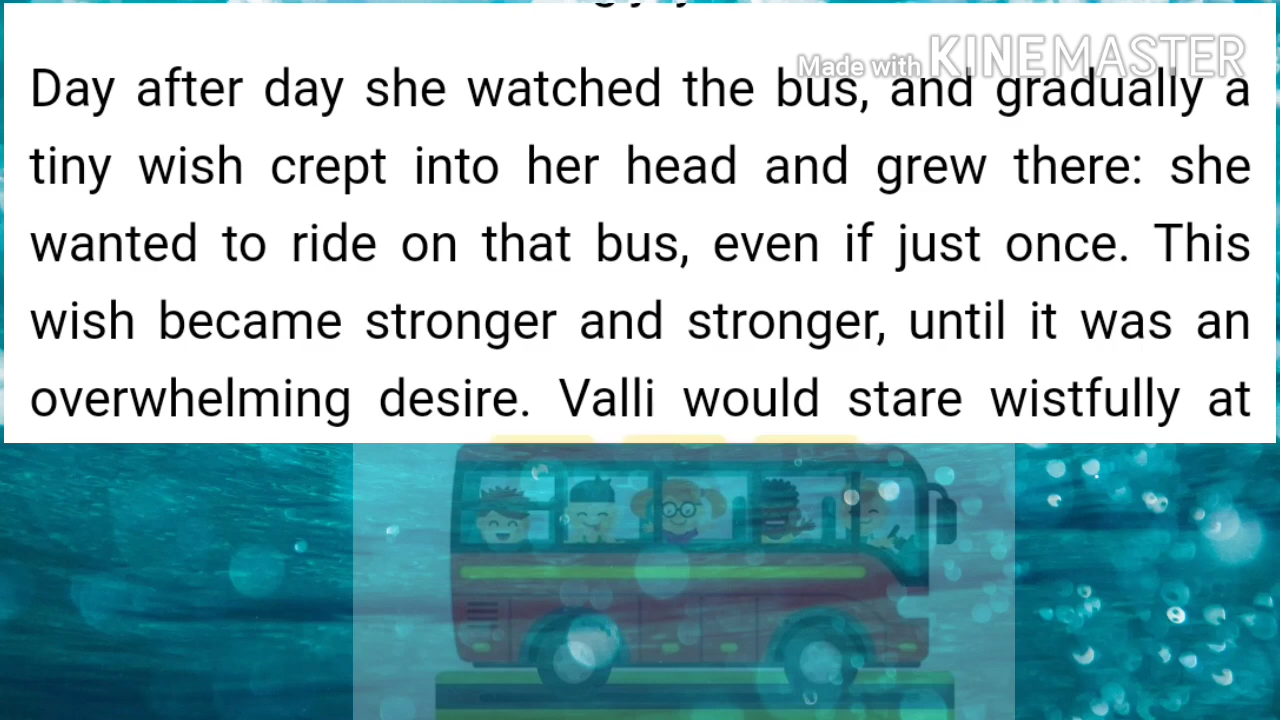 Made with KINEMASTER
Day after day she watched the bus, and gradually a
tiny wish crept into her head and grew there: she
wanted to ride on that bus, even if just once. This
wish became stronger and stronger, until it was an
overwhelming desire. Valli would stare wistfully at